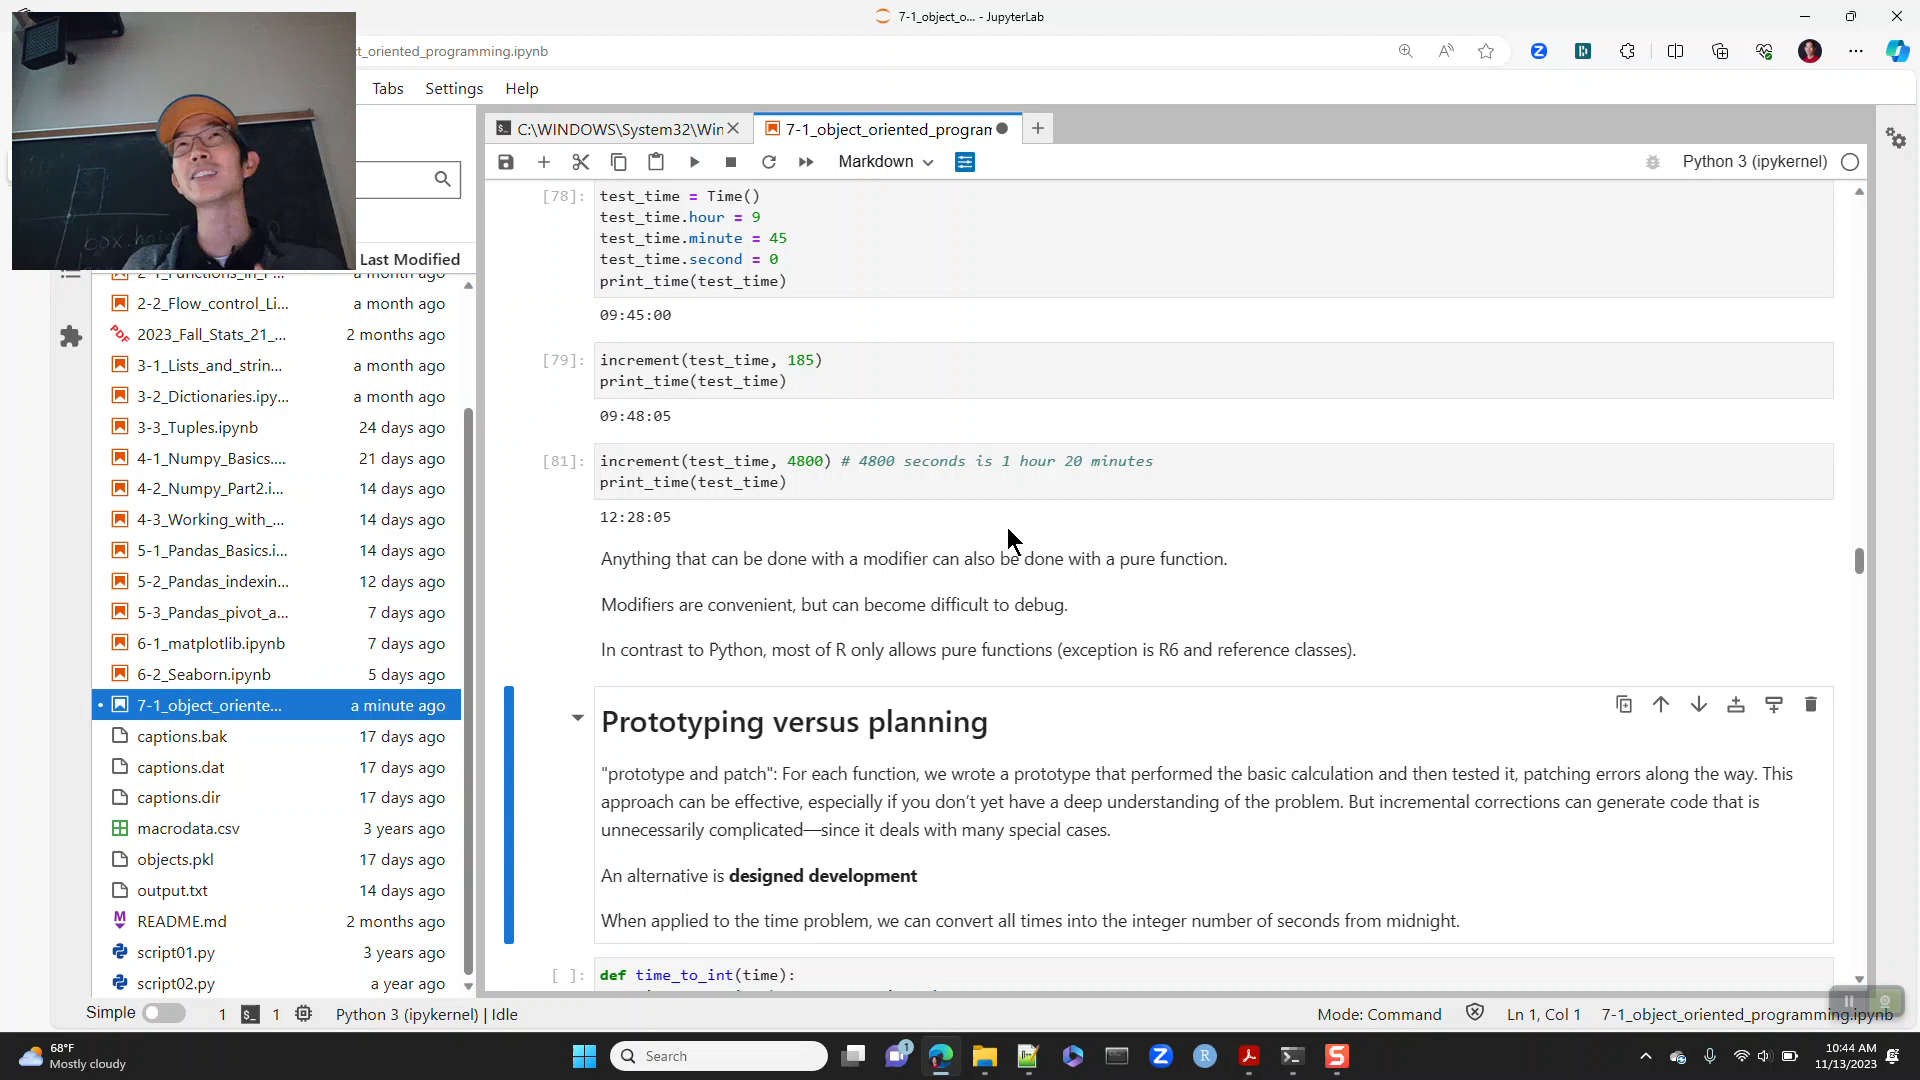 7-1_object_o... - JupyterLab
t_oriented_programming.ipynb
Tabs Settings Help
C:\WINDOWS\System32\Win
7-1_object_oriented_program
Markdown
Python 3 (ipykernel)
Last Modified
a month ago
2-2_Flow_control_Li... a month ago
2023_Fall_Stats_21_... 2 months ago
3-1_Lists_and_strin... a month ago
3-2_Dictionaries.ipy... a month ago
3-3_Tuples.ipynb 24 days ago
4-1_Numpy_Basics.... 21 days ago
4-2_Numpy_Part2.i... 14 days ago
4-3_Working_with_... 14 days ago
5-1_Pandas_Basics.i... 14 days ago
5-2_Pandas_indexin... 12 days ago
5-3_Pandas_pivot_a... 7 days ago
6-1_matplotlib.ipynb 7 days ago
6-2_Seaborn.ipynb 5 days ago
7-1_object_oriente... a minute ago
captions.bak 17 days ago
captions.dat 17 days ago
captions.dir 17 days ago
macrodata.csv 3 years ago
objects.pkl 17 days ago
output.txt 14 days ago
README.md 2 months ago
script01.py 3 years ago
script02.py a year ago
[78]: test_time = Time()
test_time.hour = 9
test_time.minute = 45
test_time.second = 0
print_time(test_time)
09:45:00
[79]: increment(test_time, 185)
print_time(test_time)
09:48:05
[81]: increment(test_time, 4800) # 4800 seconds is 1 hour 20 minutes
print_time(test_time)
12:28:05
Anything that can be done with a modifier can also be done with a pure function.
Modifiers are convenient, but can become difficult to debug.
In contrast to Python, most of R only allows pure functions (exception is R6 and reference classes).
Prototyping versus planning
"prototype and patch": For each function, we wrote a prototype that performed the basic calculation and then tested it, patching errors along the way. This
approach can be effective, especially if you don't yet have a deep understanding of the problem. But incremental corrections can generate code that is
unnecessarily complicated—since it deals with many special cases.
An alternative is designed development
When applied to the time problem, we can convert all times into the integer number of seconds from midnight.
[ ]: def time_to_int(time):
Simple 1 1 Python 3 (ipykernel) | Idle
Mode: Command Ln 1, Col 1 7-1_object_oriented_programming.ipynb
68°F
Mostly cloudy
Search
10:44 AM
11/13/2023